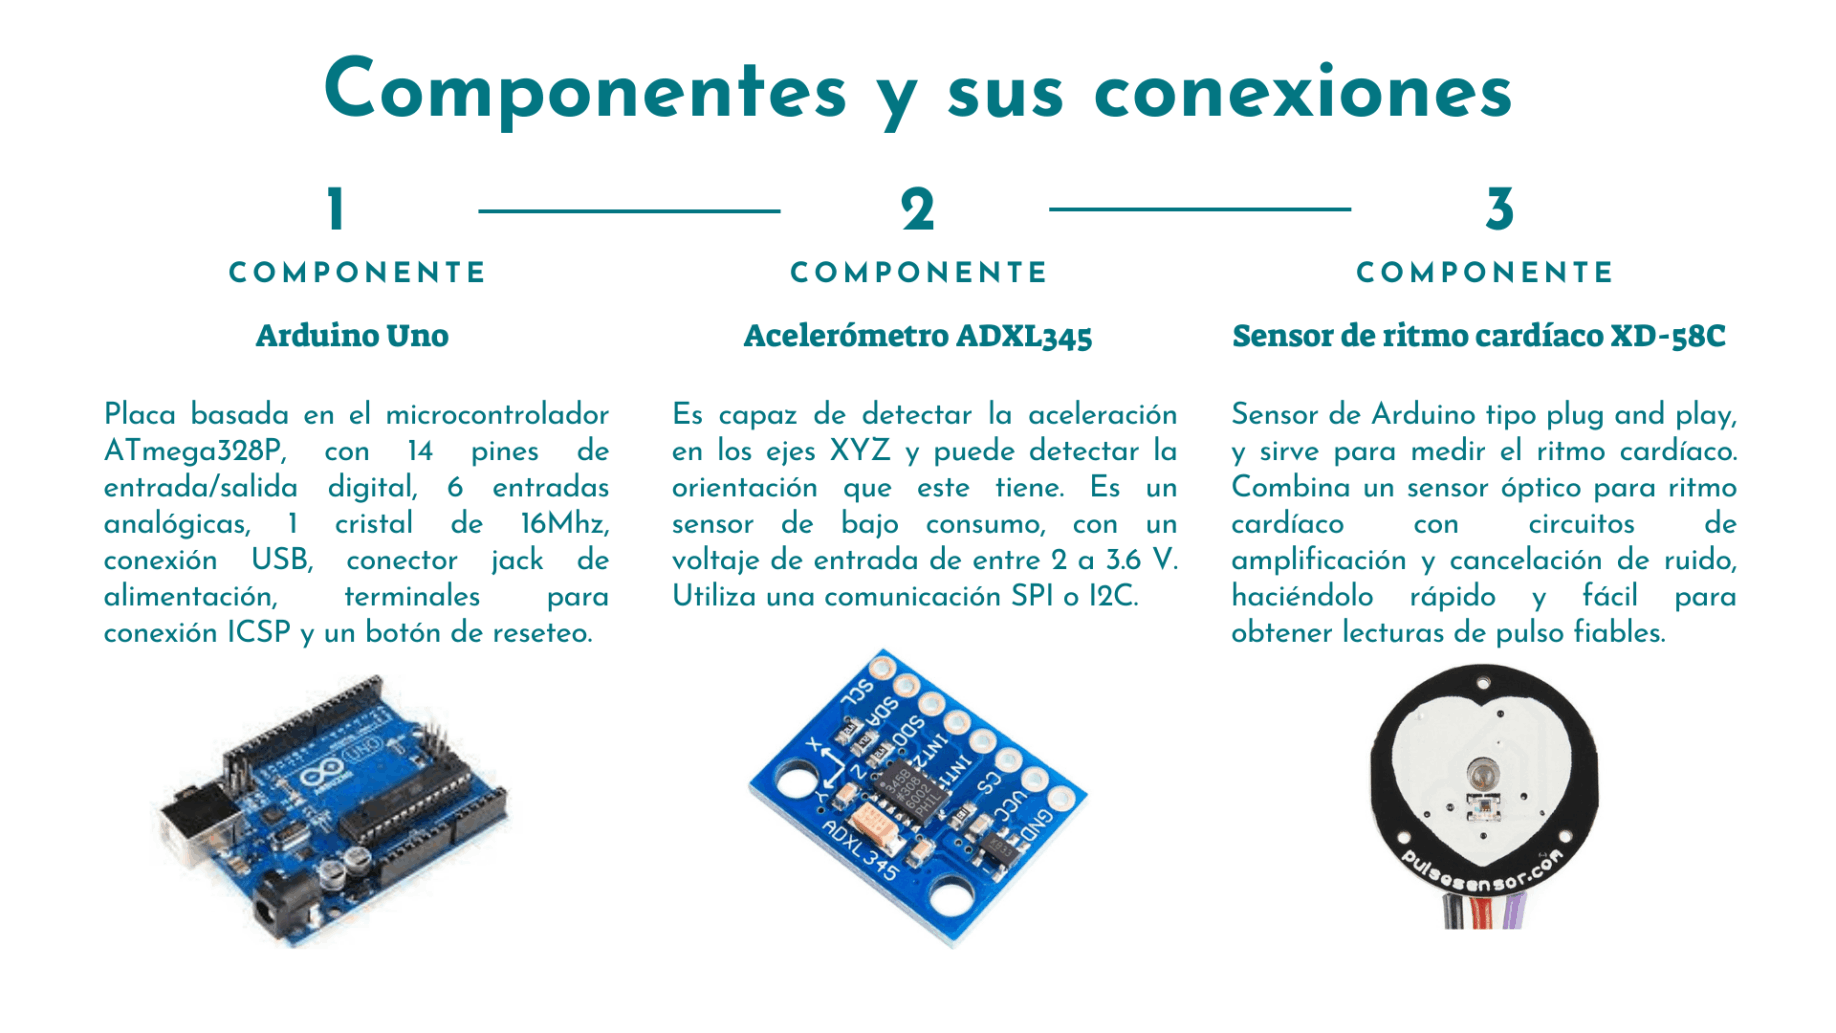 Componentes y sus conexiones
1
2
3
COMPONENTE
COMPONENTE
COMPONENTE
Arduino Uno
Acelerómetro ADXL345
Sensor de ritmo cardíaco XD-58C
Placa basada en el microcontrolador
ATmega328P, con 14 pines de
entrada/salida digital, 6 entradas
analógicas, 1 cristal de 16Mhz,
conexión USB, conector jack de
alimentación, terminales para
conexión ICSP y un botón de reseteo.
Es capaz de detectar la aceleración
en los ejes XYZ y puede detectar la
orientación que este tiene. Es un
sensor de bajo consumo, con un
voltaje de entrada de entre 2 a 3.6 V.
Utiliza una comunicación SPI o I2C.
Sensor de Arduino tipo plug and play,
y sirve para medir el ritmo cardíaco.
Combina un sensor óptico para ritmo
cardíaco con circuitos de
amplificación y cancelación de ruido,
haciéndolo rápido y fácil para
obtener lecturas de pulso fiables.
UNO
SCL
SDA
SDO
INT2
INT1
CS
VCC
GND
X
Z
Y
345B
#308
6002
PHIL
ADXL345
pulsesensor.com